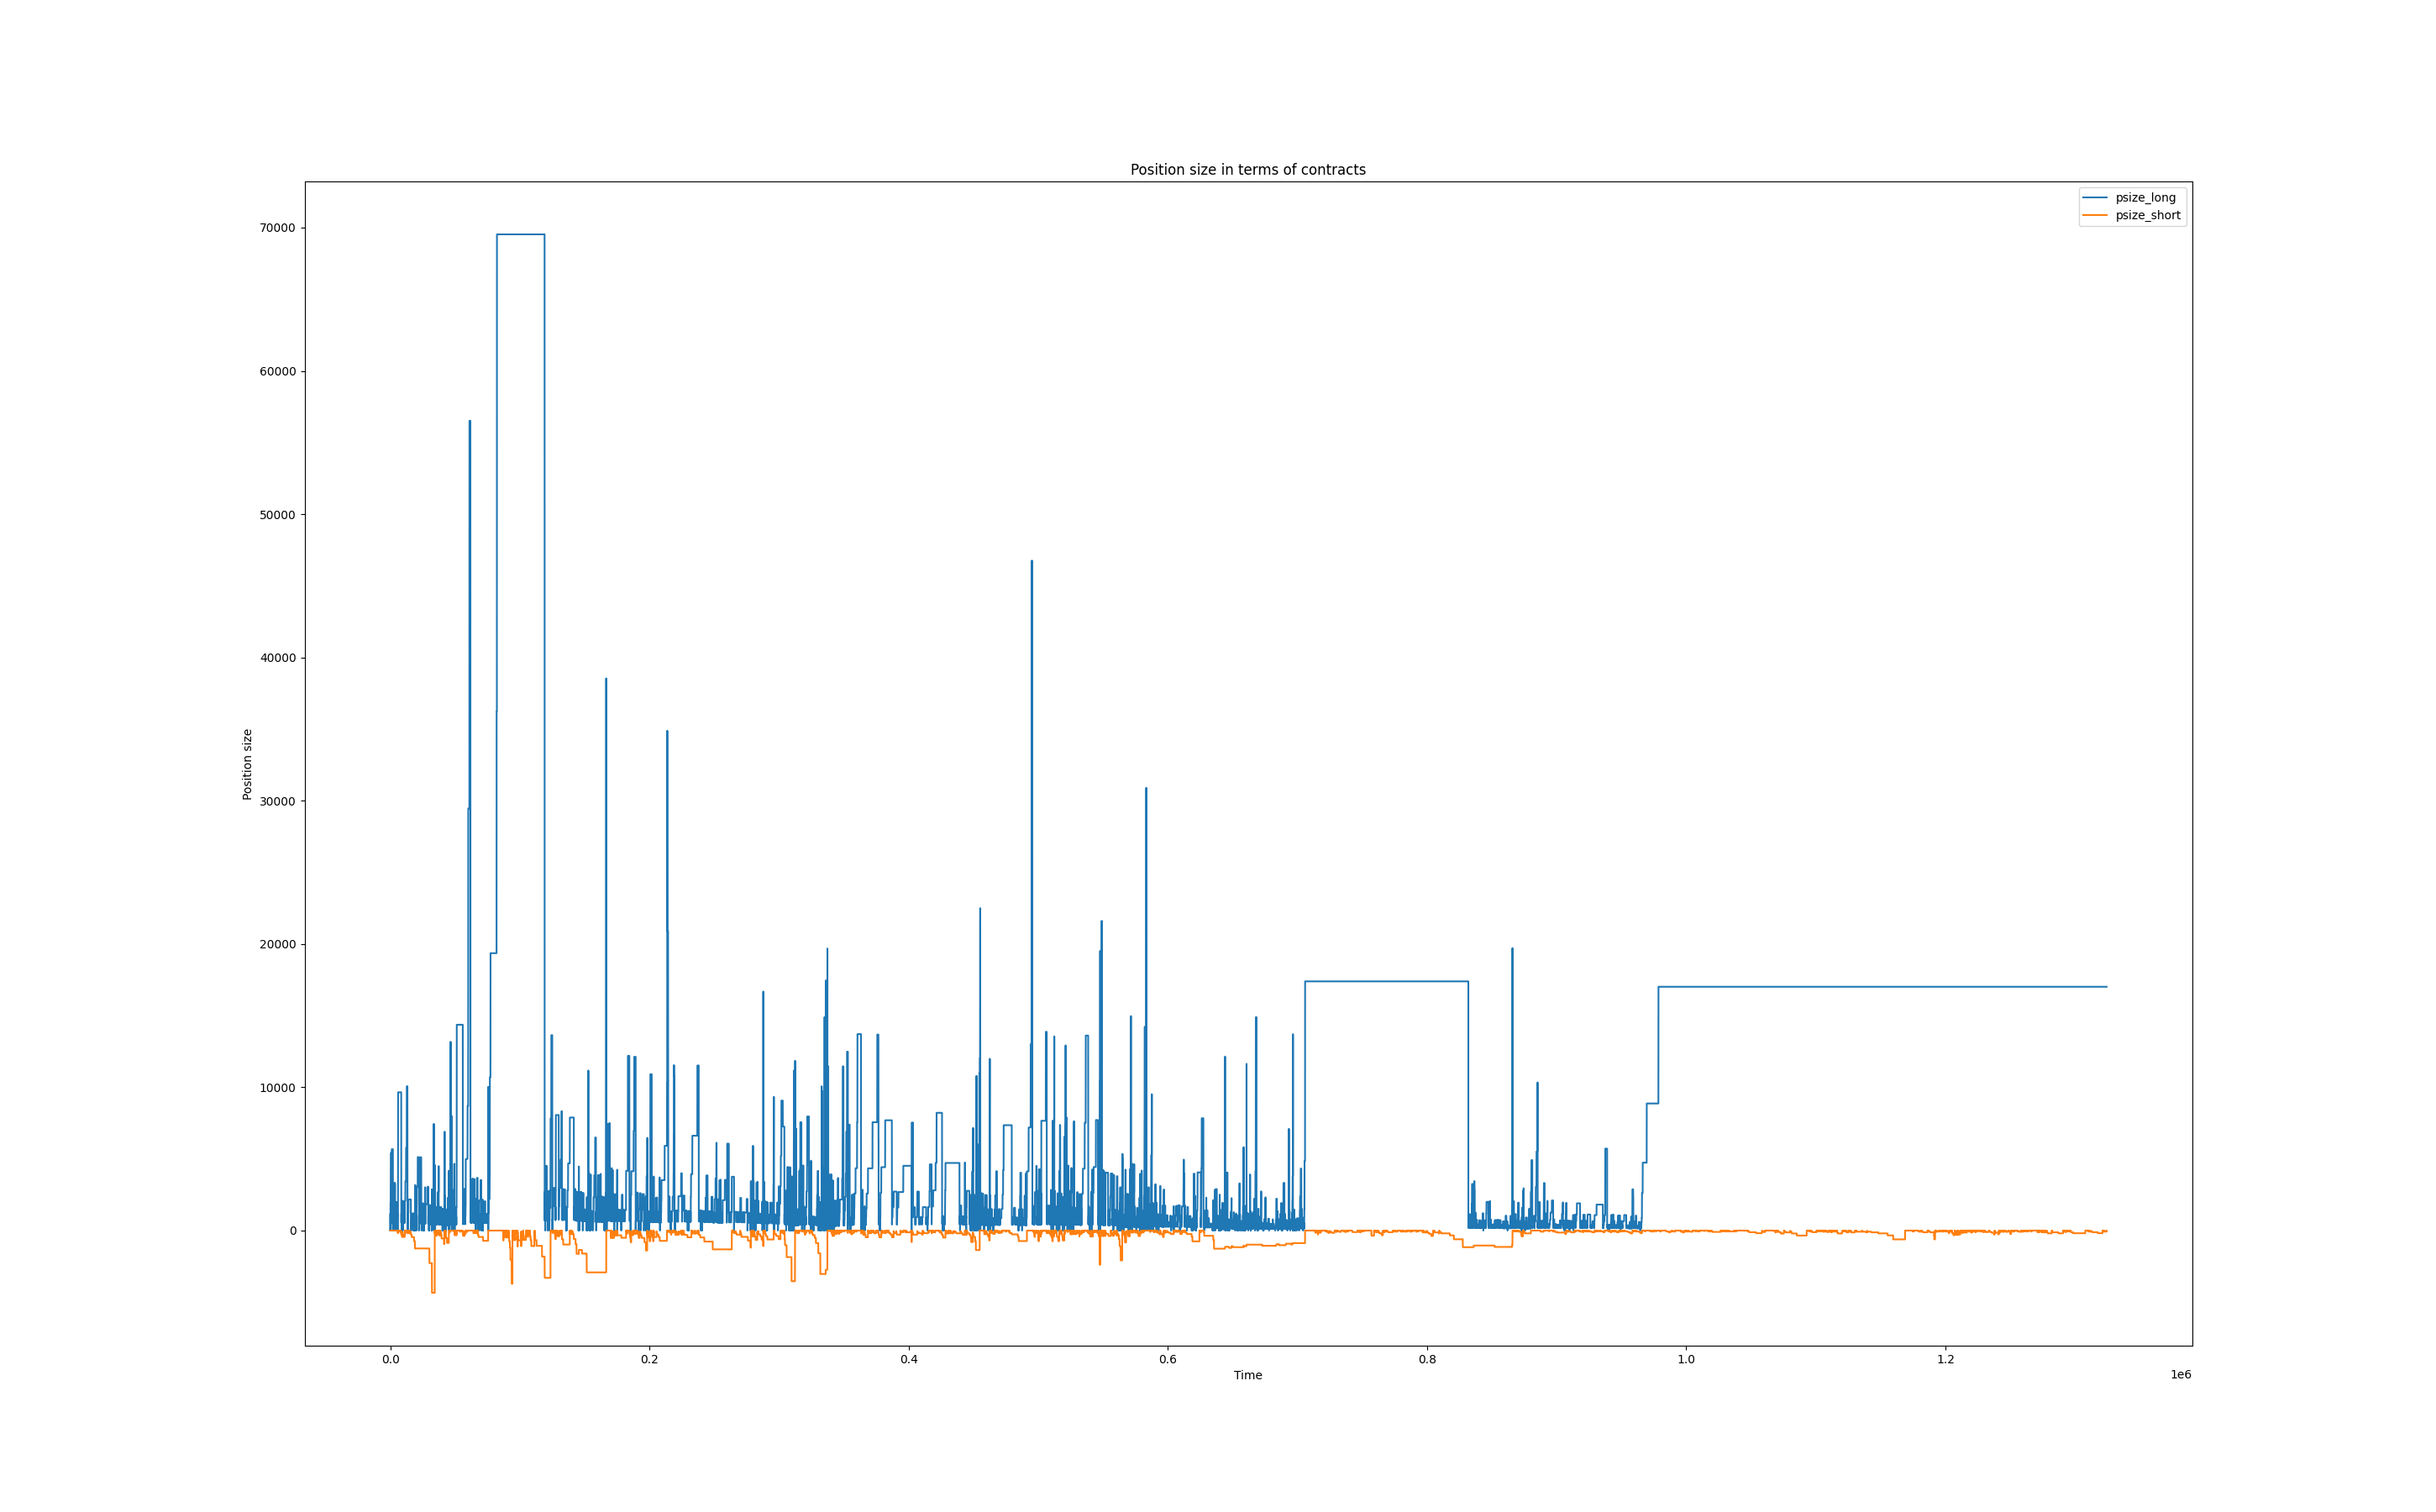 Position size in terms of contracts
psize_long
psize_short
70000
60000
50000
40000
30000
20000
10000
0
Position size
0.0 0.2 0.4 0.6 0.8 1.0 1.2
Time
1e6